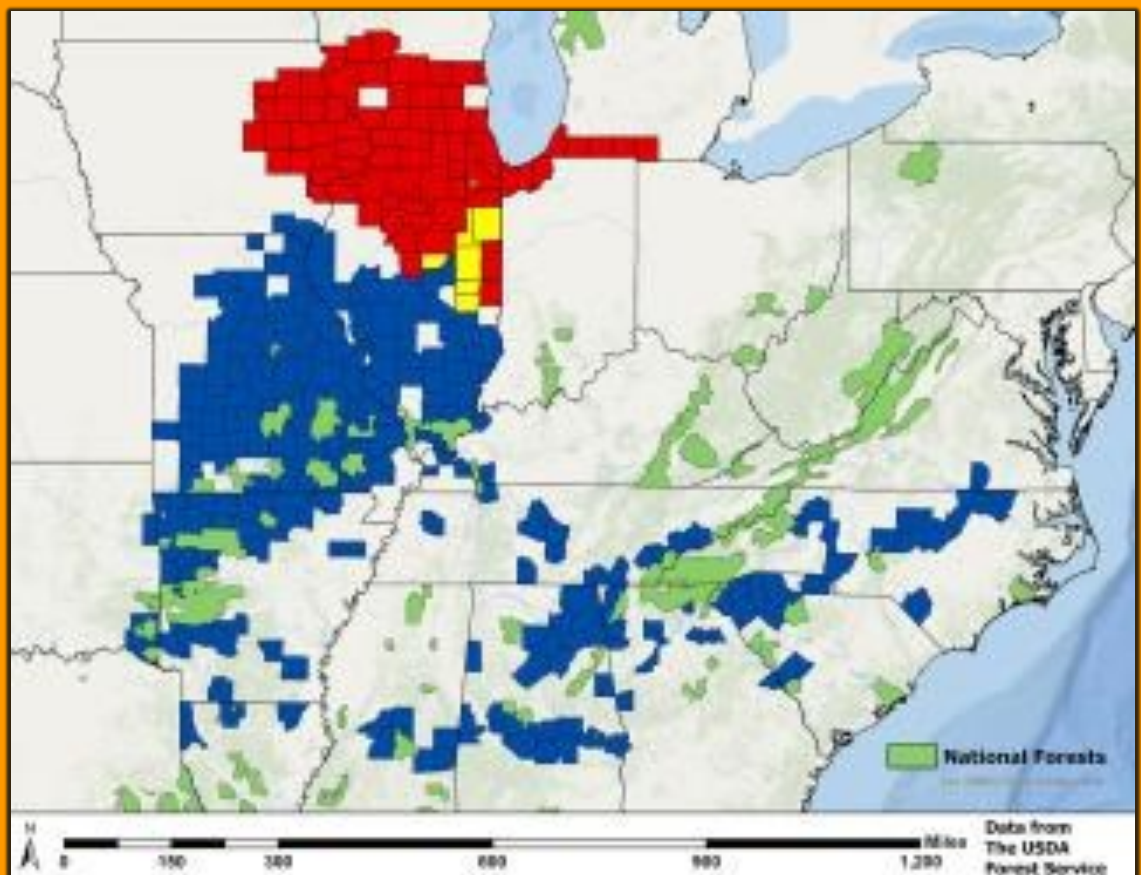 National Forests
N
0 150 300 600 900 1,200 Miles
Data from
The USDA
Forest Service